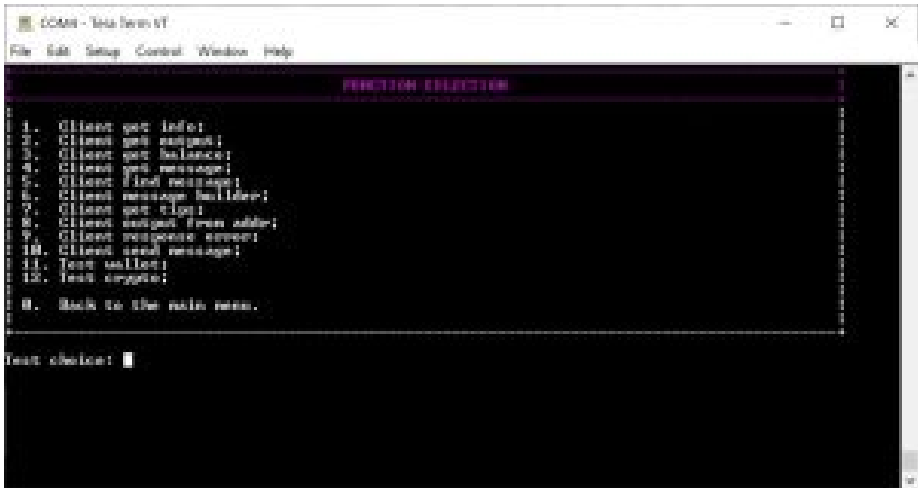 COM4 - Tera Term VT
File Edit Setup Control Window Help
FUNCTION SELECTION
1. Client get info;
2. Client get output;
3. Client get balance;
4. Client get message;
5. Client find message;
6. Client message builder;
7. Client get tips;
8. Client output from addr;
9. Client response error;
10. Client send message;
11. Test wallet;
12. Test crypto;
0. Back to the main menu.
Test choice: